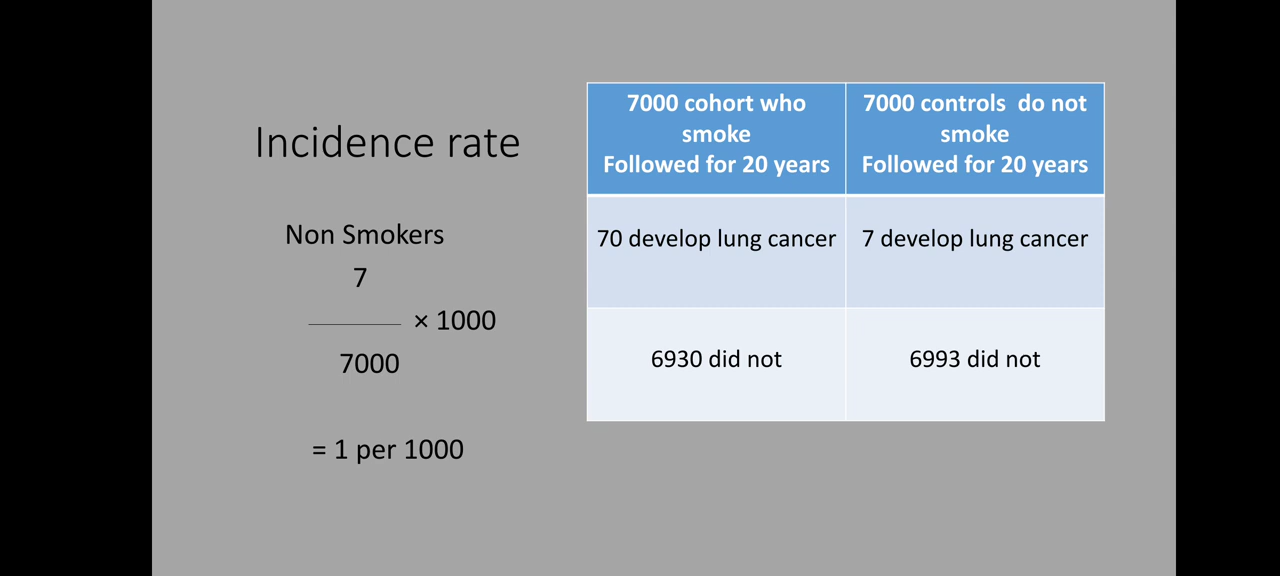 Incidence rate
Non Smokers
7
× 1000
7000
= 1 per 1000
7000 cohort who
smoke
Followed for 20 years
7000 controls do not
smoke
Followed for 20 years
70 develop lung cancer
7 develop lung cancer
6930 did not
6993 did not